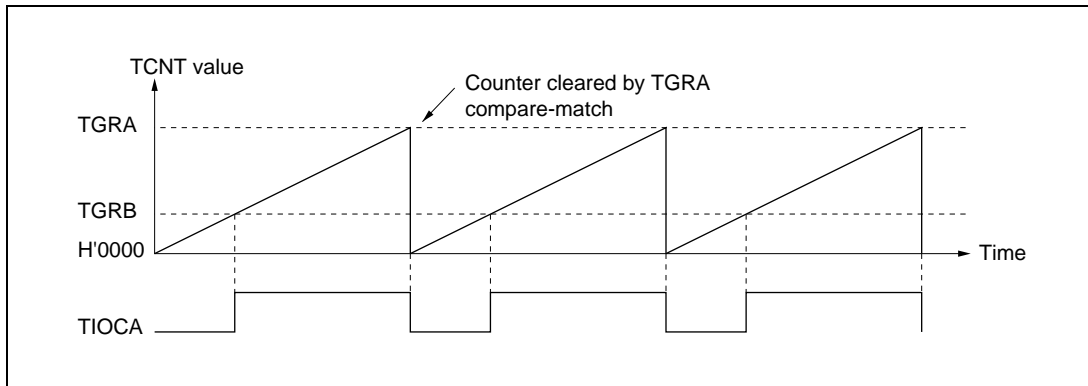 TCNT value
Counter cleared by TGRA
compare-match
TGRA
TGRB
H'0000
Time
TIOCA